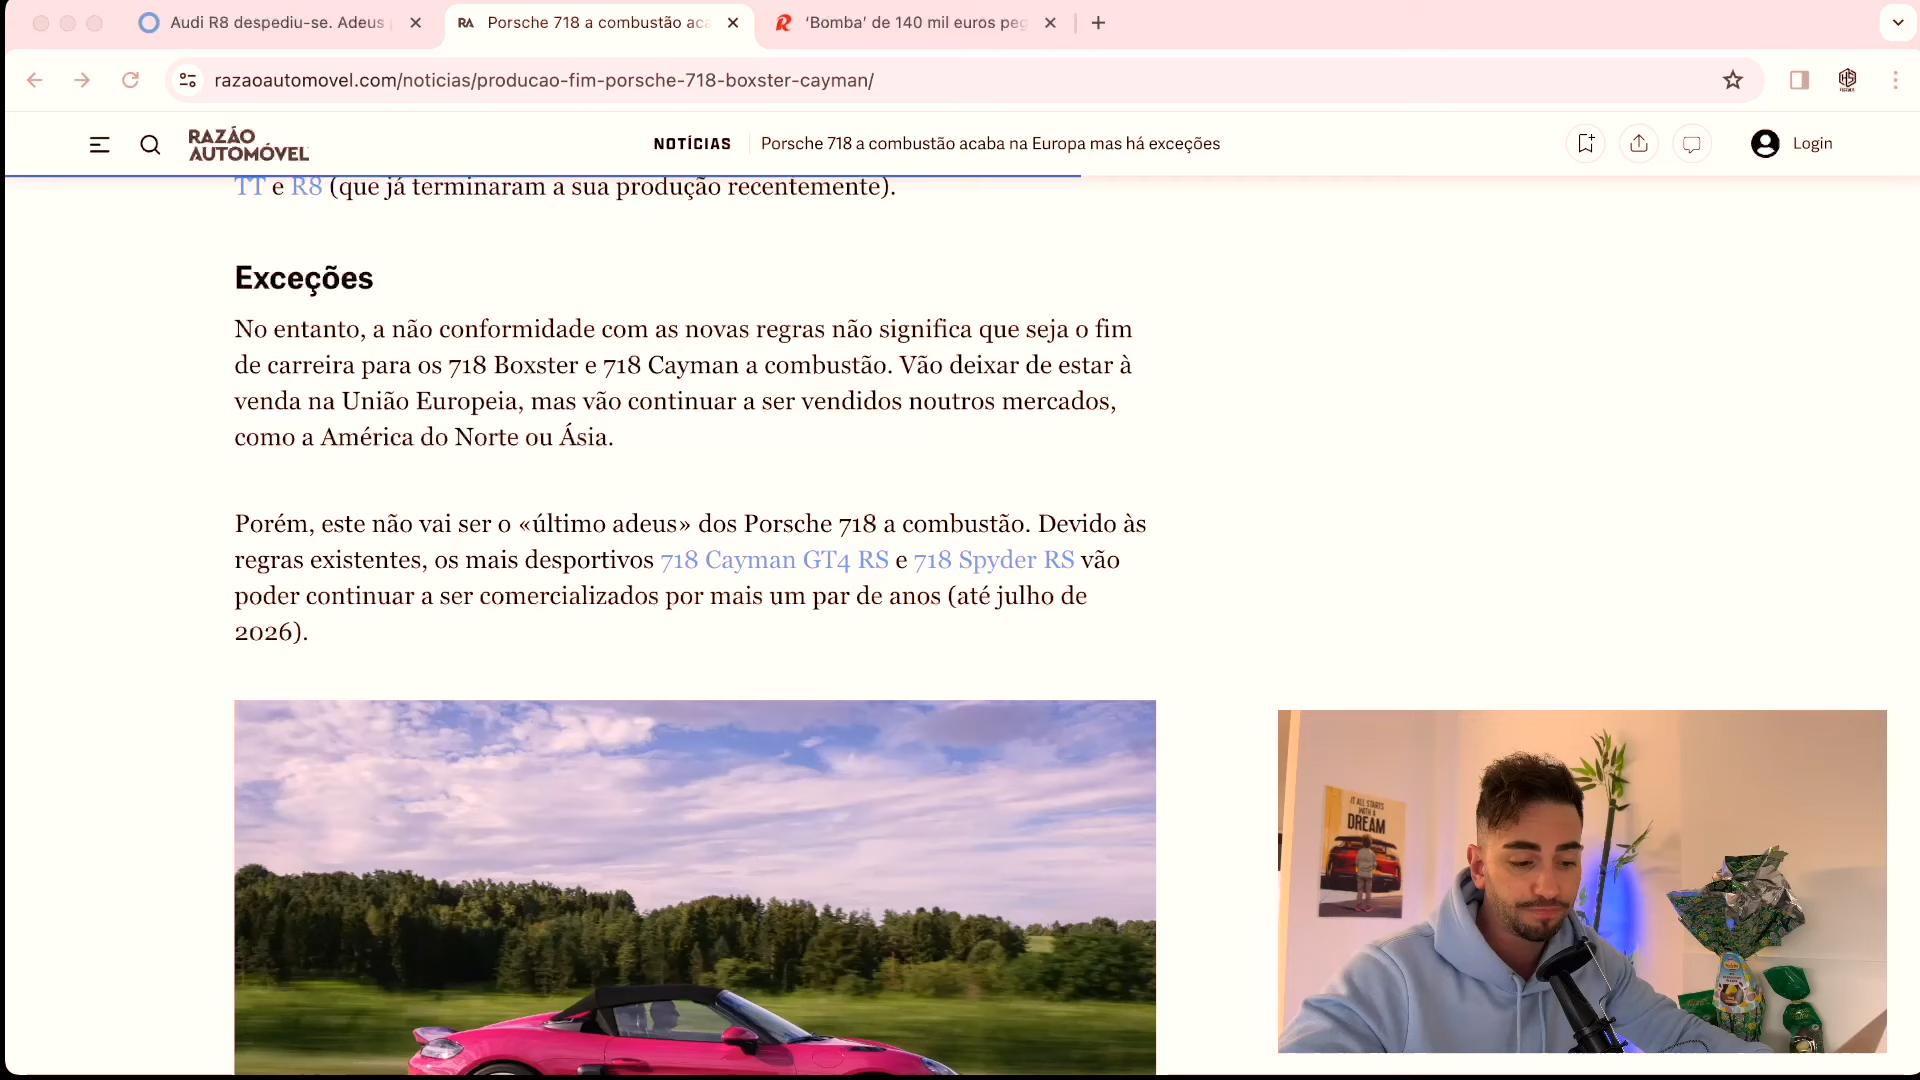 Audi R8 despediu-se. Adeus
RA Porsche 718 a combustão aca
'Bomba' de 140 mil euros peg
razaoautomovel.com/noticias/producao-fim-porsche-718-boxster-cayman/
RAZÃO
AUTOMÓVEL
NOTÍCIAS
Porsche 718 a combustão acaba na Europa mas há exceções
Login
TT e R8 (que já terminaram a sua produção recentemente).
Exceções
No entanto, a não conformidade com as novas regras não significa que seja o fim
de carreira para os 718 Boxster e 718 Cayman a combustão. Vão deixar de estar à
venda na União Europeia, mas vão continuar a ser vendidos noutros mercados,
como a América do Norte ou Ásia.
Porém, este não vai ser o «último adeus» dos Porsche 718 a combustão. Devido às
regras existentes, os mais desportivos 718 Cayman GT4 RS e 718 Spyder RS vão
poder continuar a ser comercializados por mais um par de anos (até julho de
2026).
IT ALL STARTS
WITH A
DREAM